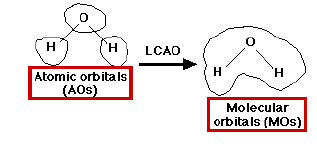 O
H H
LCAO
Atomic orbitals
(AOs)
O
H H
Molecular
orbitals (MOs)